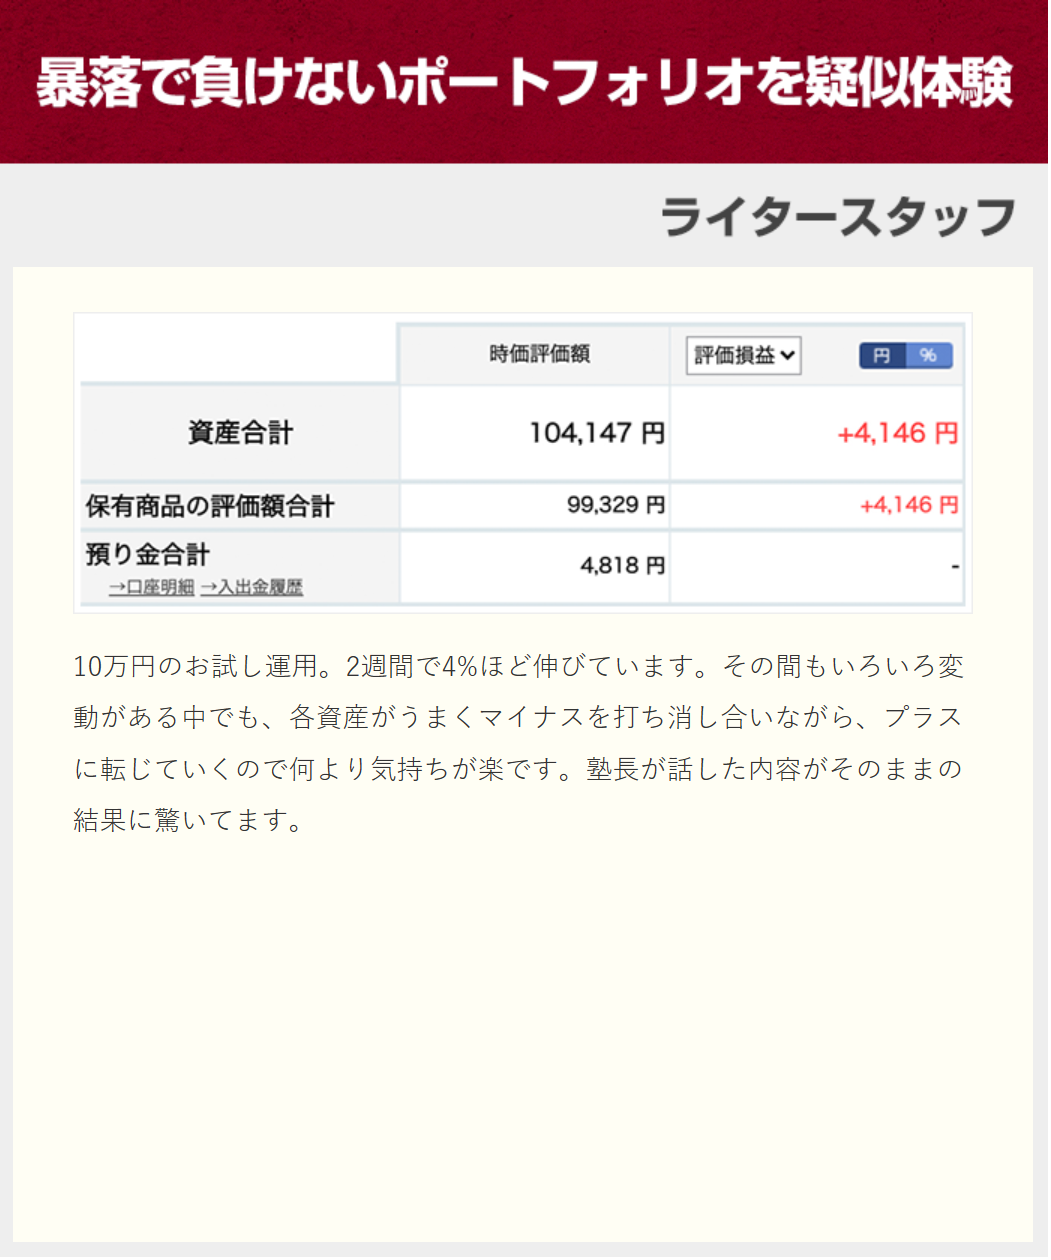 暴落で負けないポートフォリオを疑似体験
ライタースタッフ
時価評価額 評価損益 円 %
資産合計 104,147 円 +4,146 円
保有商品の評価額合計 99,329 円 +4,146 円
預り金合計 4,818 円 -
→口座明細 →入出金履歴
10万円のお試し運用。2週間で4%ほど伸びています。その間もいろいろ変
動がある中でも、各資産がうまくマイナスを打ち消し合いながら、プラス
に転じていくので何より気持ちが楽です。塾長が話した内容がそのままの
結果に驚いてます。